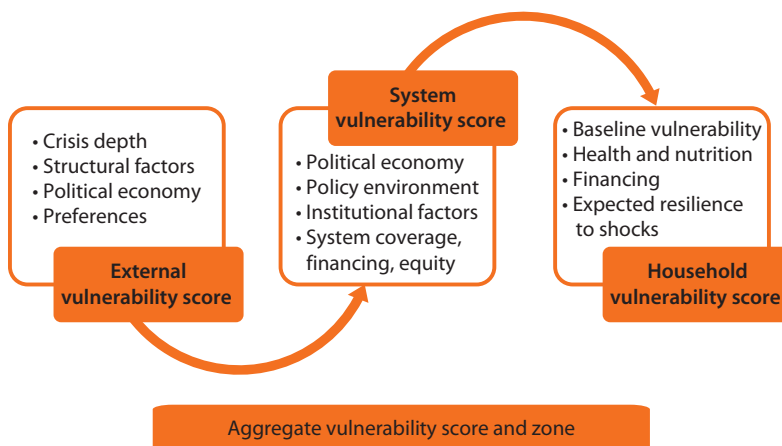 • Crisis depth
• Structural factors
• Political economy
• Preferences
External
vulnerability score
System
vulnerability score
• Political economy
• Policy environment
• Institutional factors
• System coverage,
financing, equity
• Baseline vulnerability
• Health and nutrition
• Financing
• Expected resilience
to shocks
Household
vulnerability score
Aggregate vulnerability score and zone